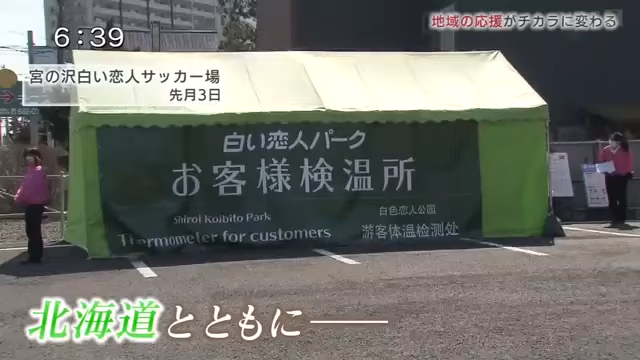 6:39
地域の応援がチカラに変わる
宮の沢白い恋人サッカー場
先月3日
白い恋人パーク
お客様検温所
Shiroi Koibito Park
Thermometer for customers
白色恋人公园
游客体温检测处
北海道とともに――